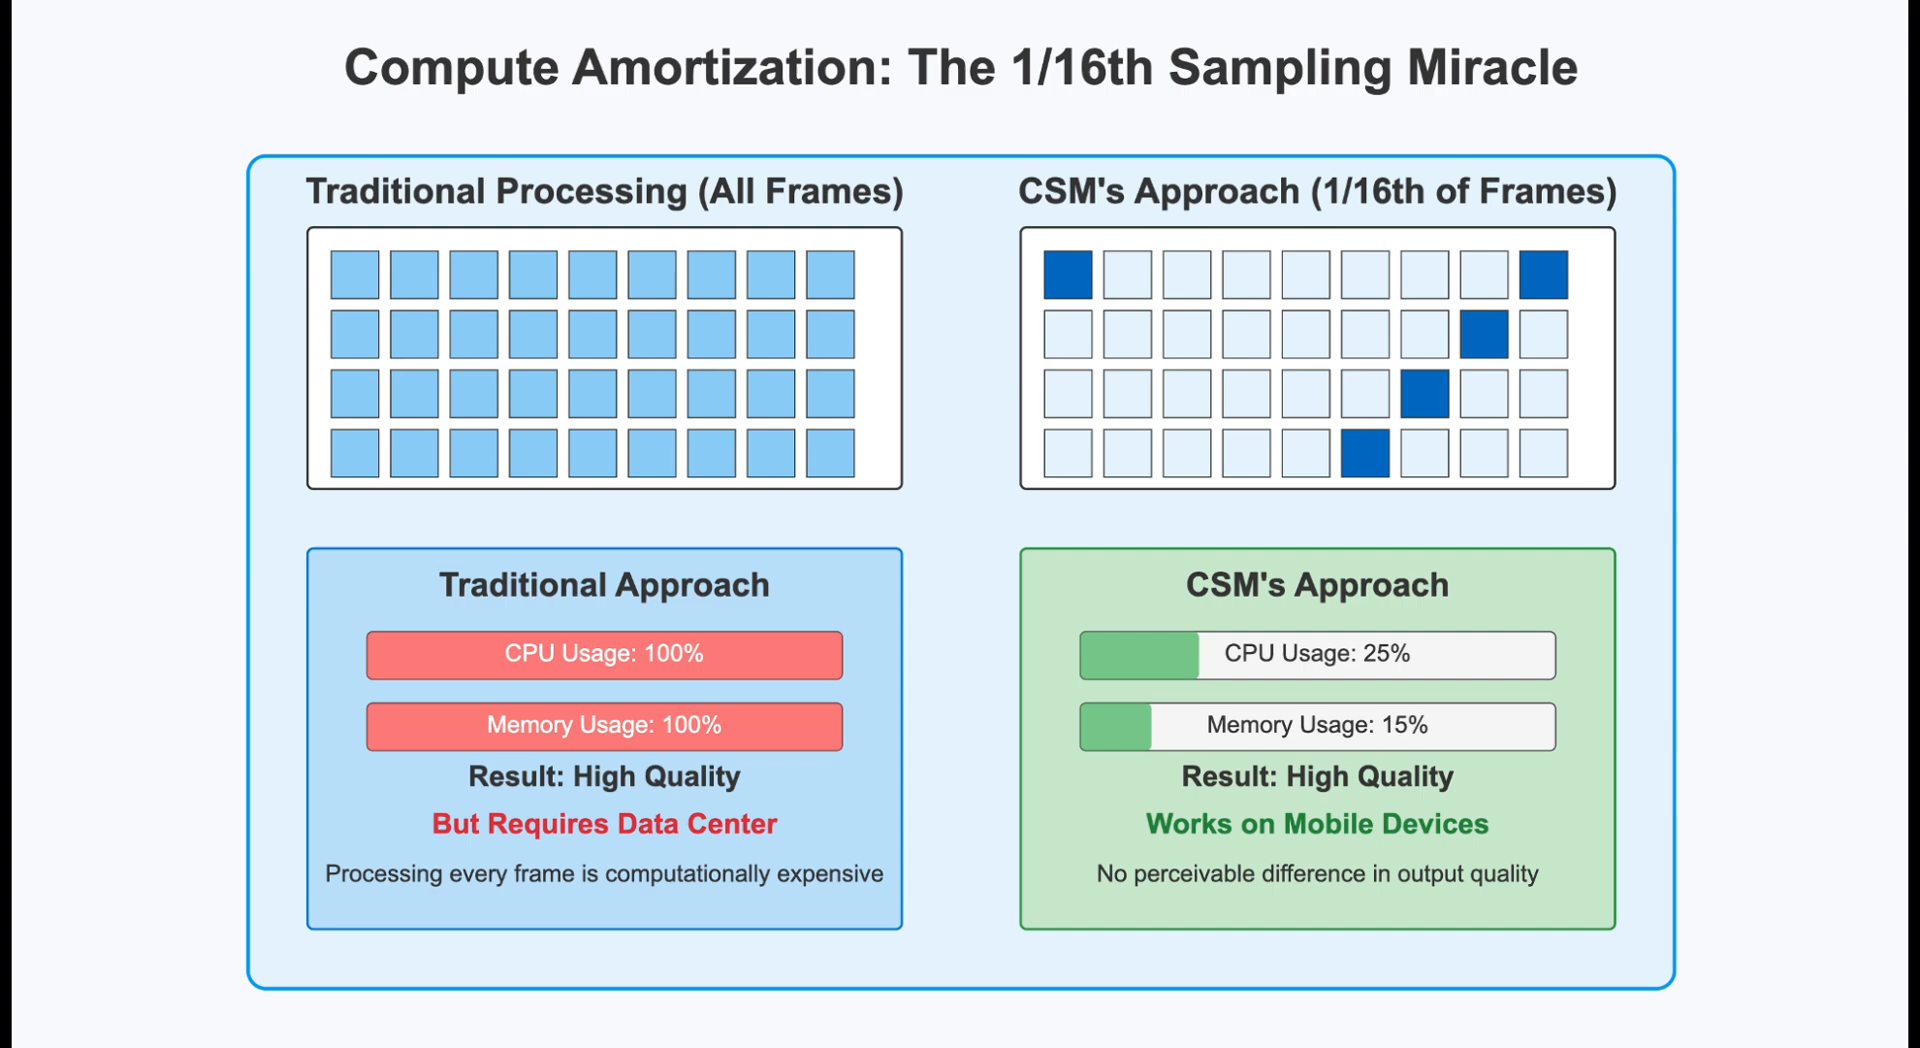 Compute Amortization: The 1/16th Sampling Miracle
Traditional Processing (All Frames)
CSM's Approach (1/16th of Frames)
Traditional Approach
CPU Usage: 100%
Memory Usage: 100%
Result: High Quality
But Requires Data Center
Processing every frame is computationally expensive
CSM's Approach
CPU Usage: 25%
Memory Usage: 15%
Result: High Quality
Works on Mobile Devices
No perceivable difference in output quality